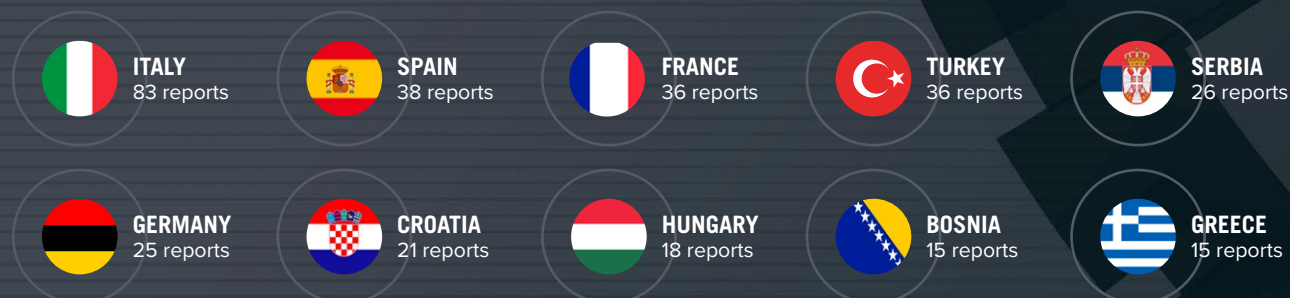 ITALY
83 reports
SPAIN
38 reports
FRANCE
36 reports
TURKEY
36 reports
SERBIA
26 reports
GERMANY
25 reports
CROATIA
21 reports
HUNGARY
18 reports
BOSNIA
15 reports
GREECE
15 reports